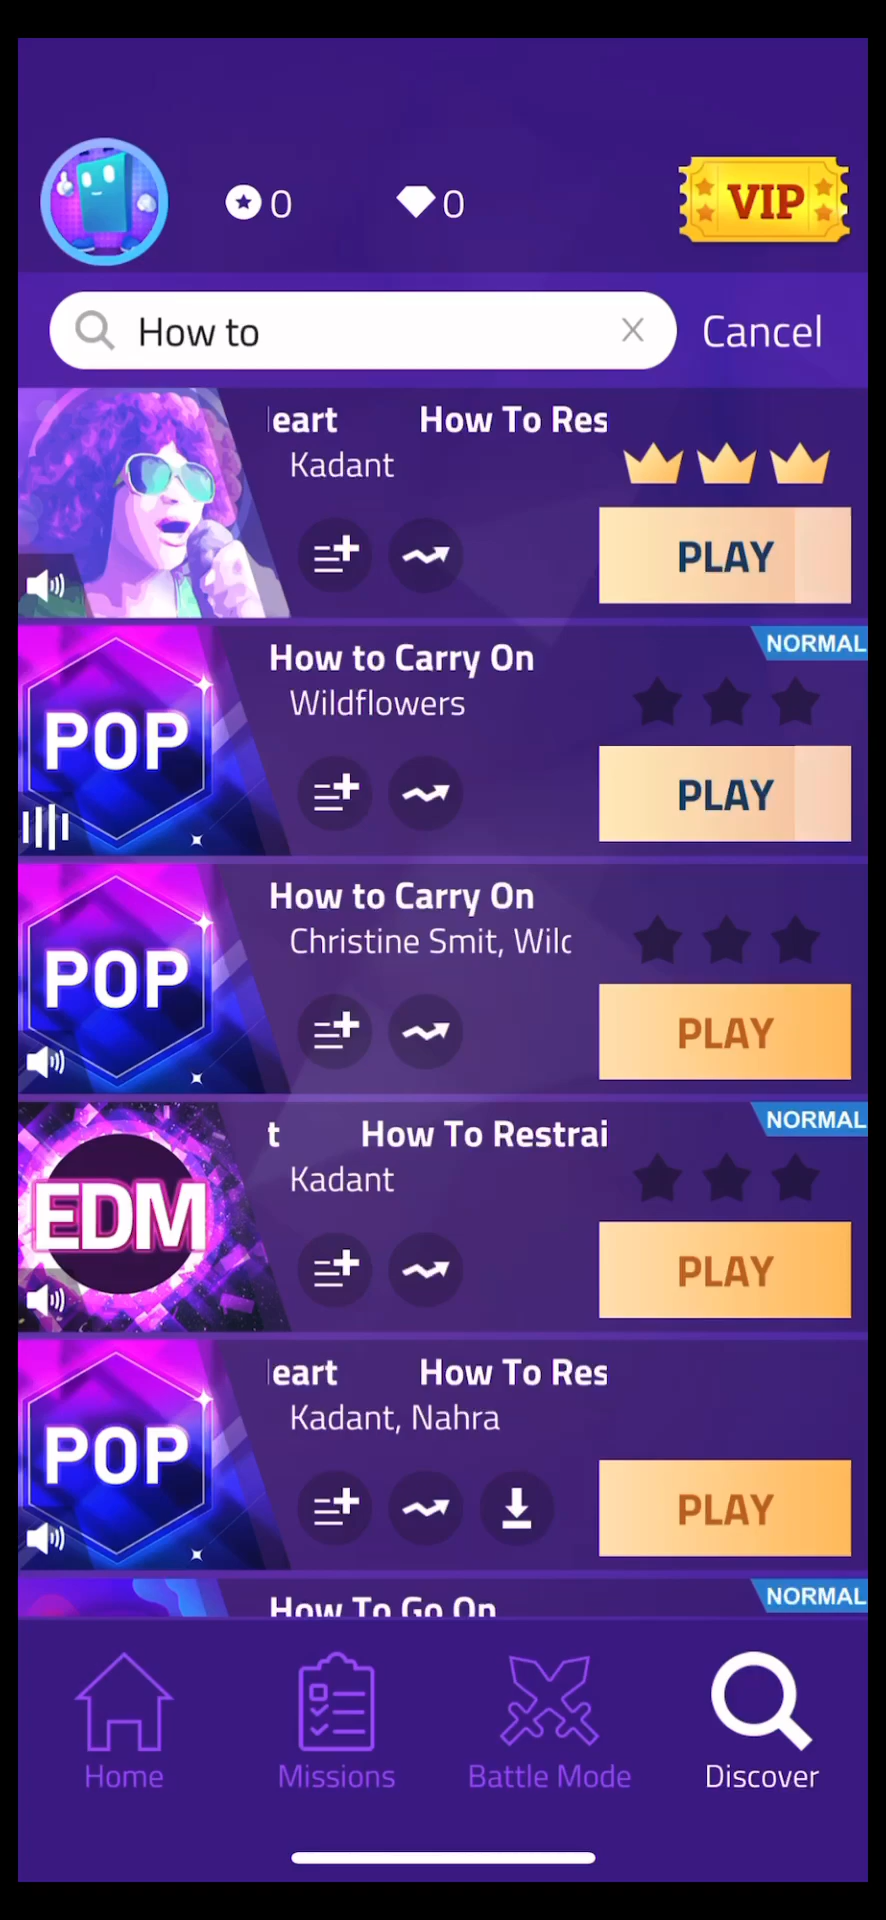 0
0
VIP
How to
Cancel
eart How To Res
Kadant
PLAY
POP
How to Carry On
Wildflowers
NORMAL
PLAY
POP
How to Carry On
Christine Smit, Wild
PLAY
EDM
t How To Restrai
Kadant
NORMAL
PLAY
POP
eart How To Res
Kadant, Nahra
PLAY
How To Go On
NORMAL
Home
Missions
Battle Mode
Discover